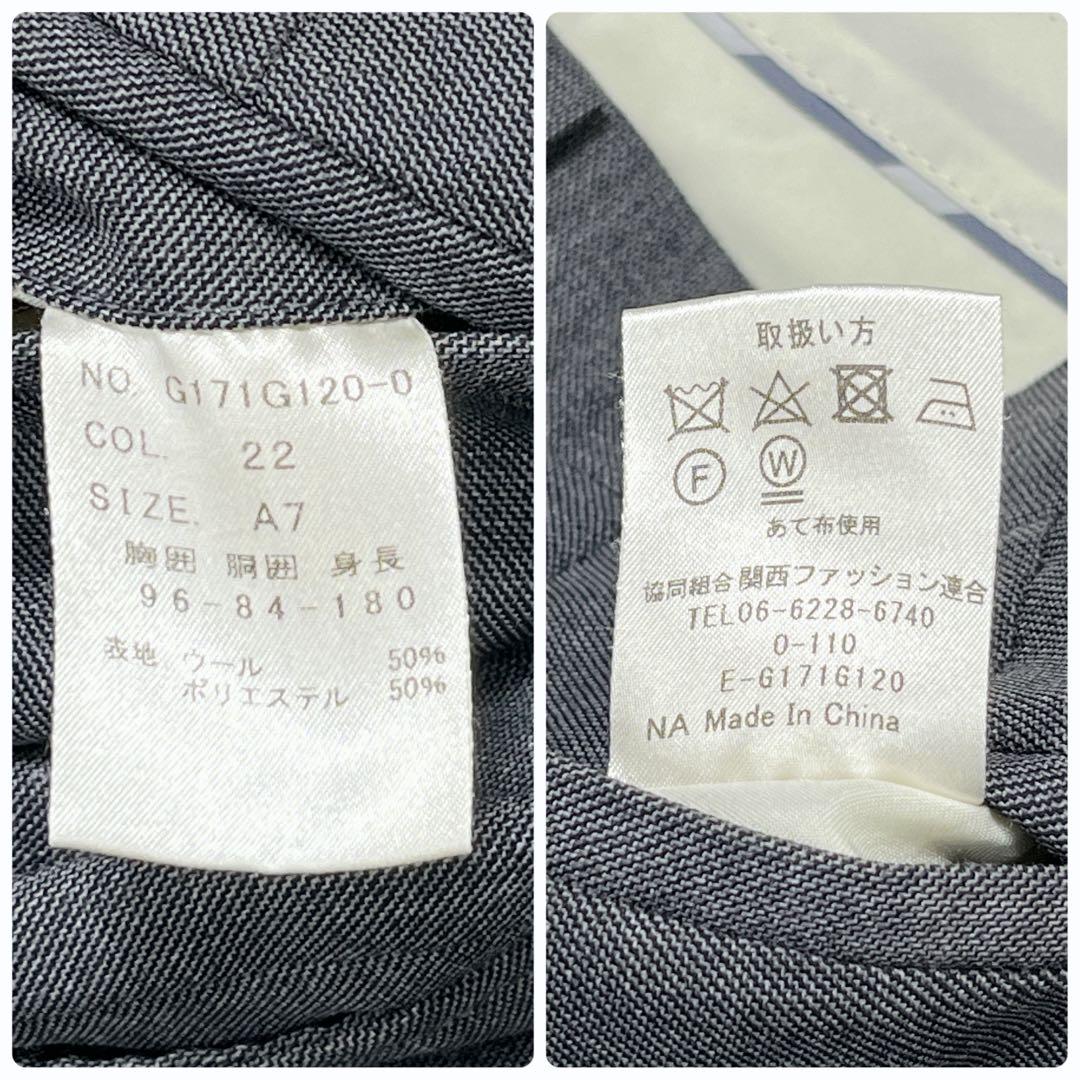 NO. G171G120-0
COL. 22
SIZE. A7
胸囲 胴囲 身長
96-84-180
表地 ウール 50%
ポリエステル 50%
取扱い方
F W
あて布使用
協同組合関西ファッション連合
TEL06-6228-6740
0-110
E-G171G120
NA Made In China